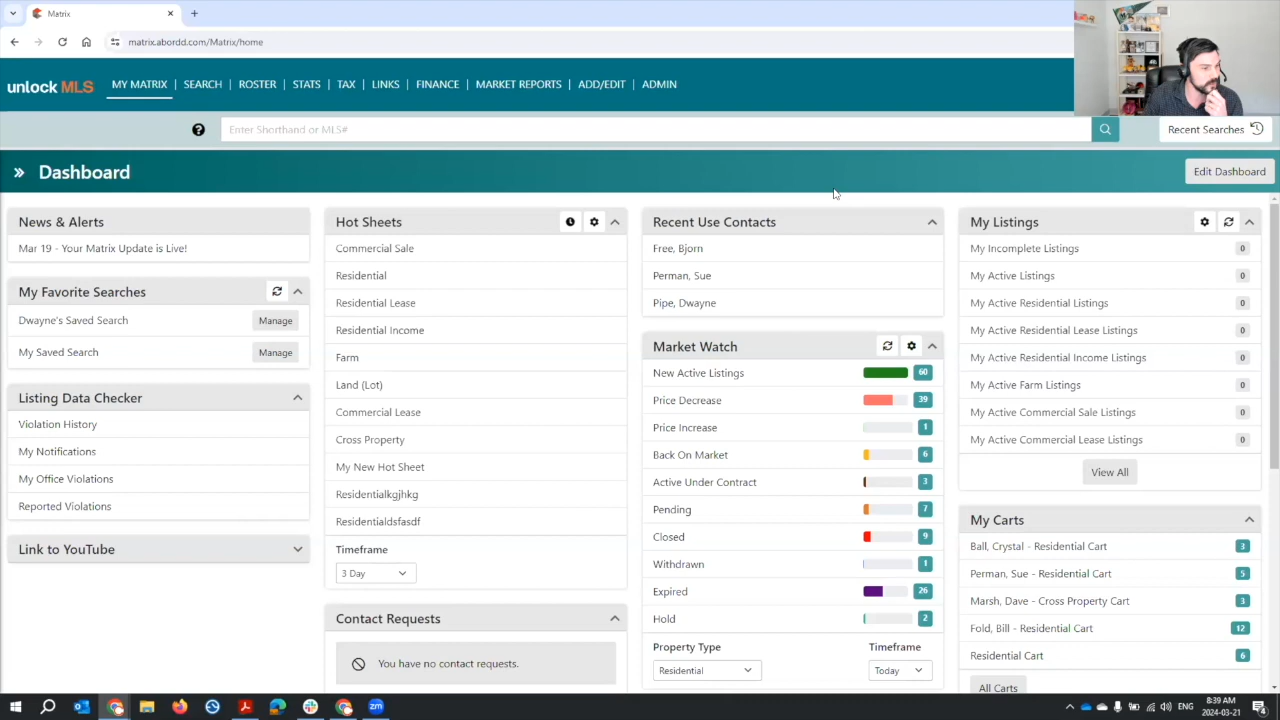 Matrix
matrix.abordd.com/Matrix/home
unlock MLS
MY MATRIX
SEARCH
ROSTER
STATS
TAX
LINKS
FINANCE
MARKET REPORTS
ADD/EDIT
ADMIN
Enter Shorthand or MLS#
Recent Searches
Dashboard
Edit Dashboard
News & Alerts
Mar 19 - Your Matrix Update is Live!
My Favorite Searches
Dwayne's Saved Search Manage
My Saved Search Manage
Listing Data Checker
Violation History
My Notifications
My Office Violations
Reported Violations
Link to YouTube
Hot Sheets
Commercial Sale
Residential
Residential Lease
Residential Income
Farm
Land (Lot)
Commercial Lease
Cross Property
My New Hot Sheet
Residentialkgjhkg
Residentialdsfasdf
Timeframe
3 Day
Contact Requests
You have no contact requests.
Recent Use Contacts
Free, Bjorn
Perman, Sue
Pipe, Dwayne
Market Watch
New Active Listings 60
Price Decrease 39
Price Increase 1
Back On Market 6
Active Under Contract 3
Pending 7
Closed 9
Withdrawn 1
Expired 26
Hold 2
Property Type Timeframe
Residential Today
My Listings
My Incomplete Listings 0
My Active Listings 0
My Active Residential Listings 0
My Active Residential Lease Listings 0
My Active Residential Income Listings 0
My Active Farm Listings 0
My Active Commercial Sale Listings 0
My Active Commercial Lease Listings 0
View All
My Carts
Ball, Crystal - Residential Cart 3
Perman, Sue - Residential Cart 5
Marsh, Dave - Cross Property Cart 3
Fold, Bill - Residential Cart 12
Residential Cart 6
All Carts
ENG
8:39 AM
2024-03-21